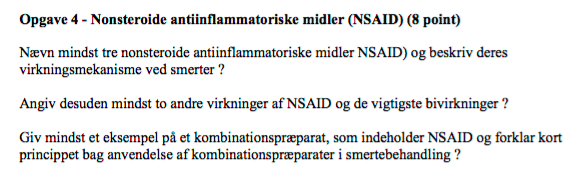 Opgave 4 - Nonsteroide antiinflammatoriske midler (NSAID) (8 point)
Nævn mindst tre nonsteroide antiinflammatoriske midler NSAID) og beskriv deres
virkningsmekanisme ved smerter ?
Angiv desuden mindst to andre virkninger af NSAID og de vigtigste bivirkninger ?
Giv mindst et eksempel på et kombinationspræparat, som indeholder NSAID og forklar kort
princippet bag anvendelse af kombinationspræparater i smertebehandling ?